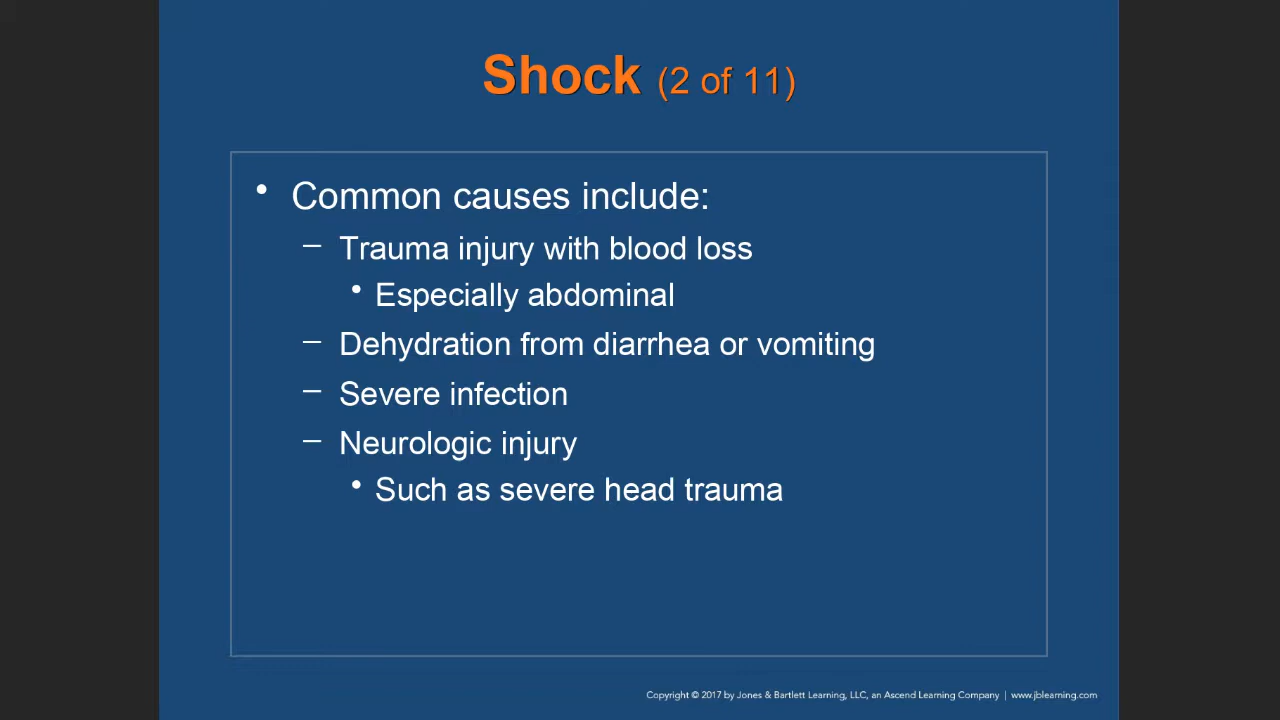 Shock (2 of 11)
• Common causes include:
– Trauma injury with blood loss
• Especially abdominal
– Dehydration from diarrhea or vomiting
– Severe infection
– Neurologic injury
• Such as severe head trauma
Copyright © 2017 by Jones & Bartlett Learning, LLC, an Ascend Learning Company | www.jblearning.com